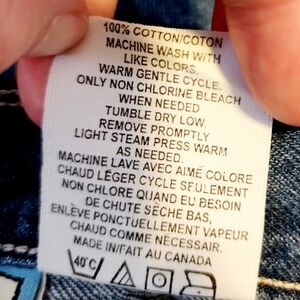 100% COTTON/COTON
MACHINE WASH WITH
LIKE COLORS,
WARM GENTLE CYCLE.
ONLY NON CHLORINE BLEACH
WHEN NEEDED
TUMBLE DRY LOW.
REMOVE PROMPTLY
LIGHT STEAM PRESS WARM
AS NEEDED.
MACHINE LAVE AVEC AIMÉ COLORE
CHAUD LÉGER CYCLE SEULEMENT
NON CHLORE QUAND EU BESOIN
DE CHUTE SÈCHE BAS,
ENLÈVE PONCTUELLEMENT VAPEUR
CHAUD COMME NÉCESSAIR.
MADE IN/FAIT AU CANADA
40°C